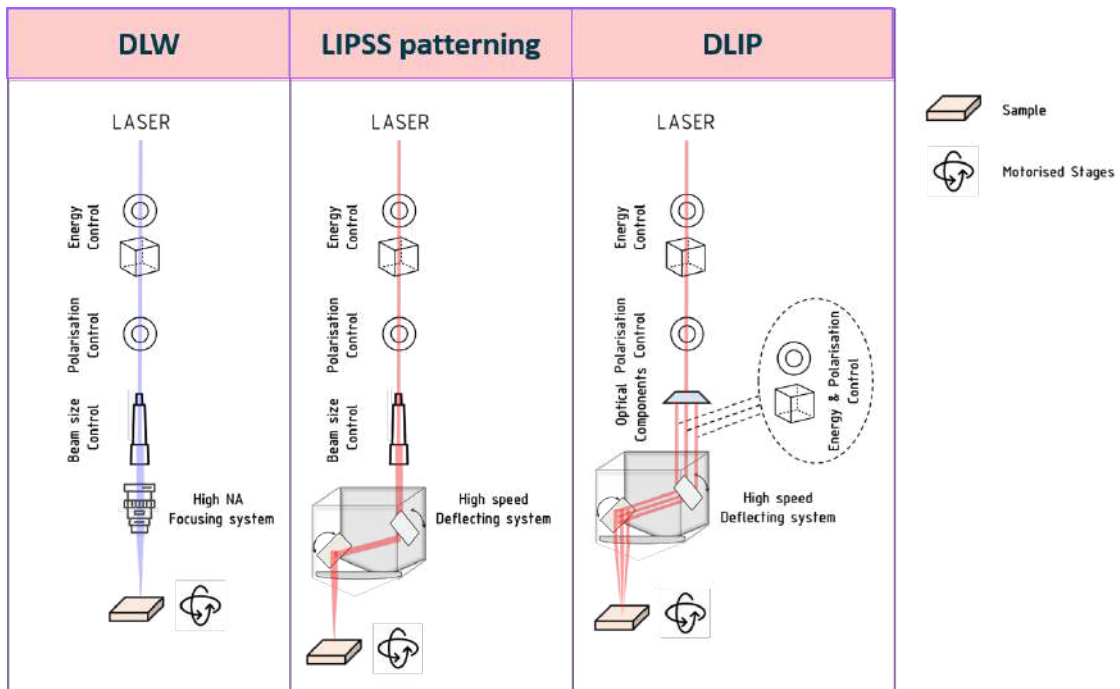 DLW
LIPSS patterning
DLIP
LASER
Energy
Control
Polarisation
Control
Beam size
Control
High NA
Focusing system
LASER
Energy
Control
Polarisation
Control
Beam size
Control
High speed
Deflecting system
LASER
Energy
Control
Polarisation
Control
Optical
Components
Energy & Polarisation
Control
High speed
Deflecting system
Sample
Motorised Stages